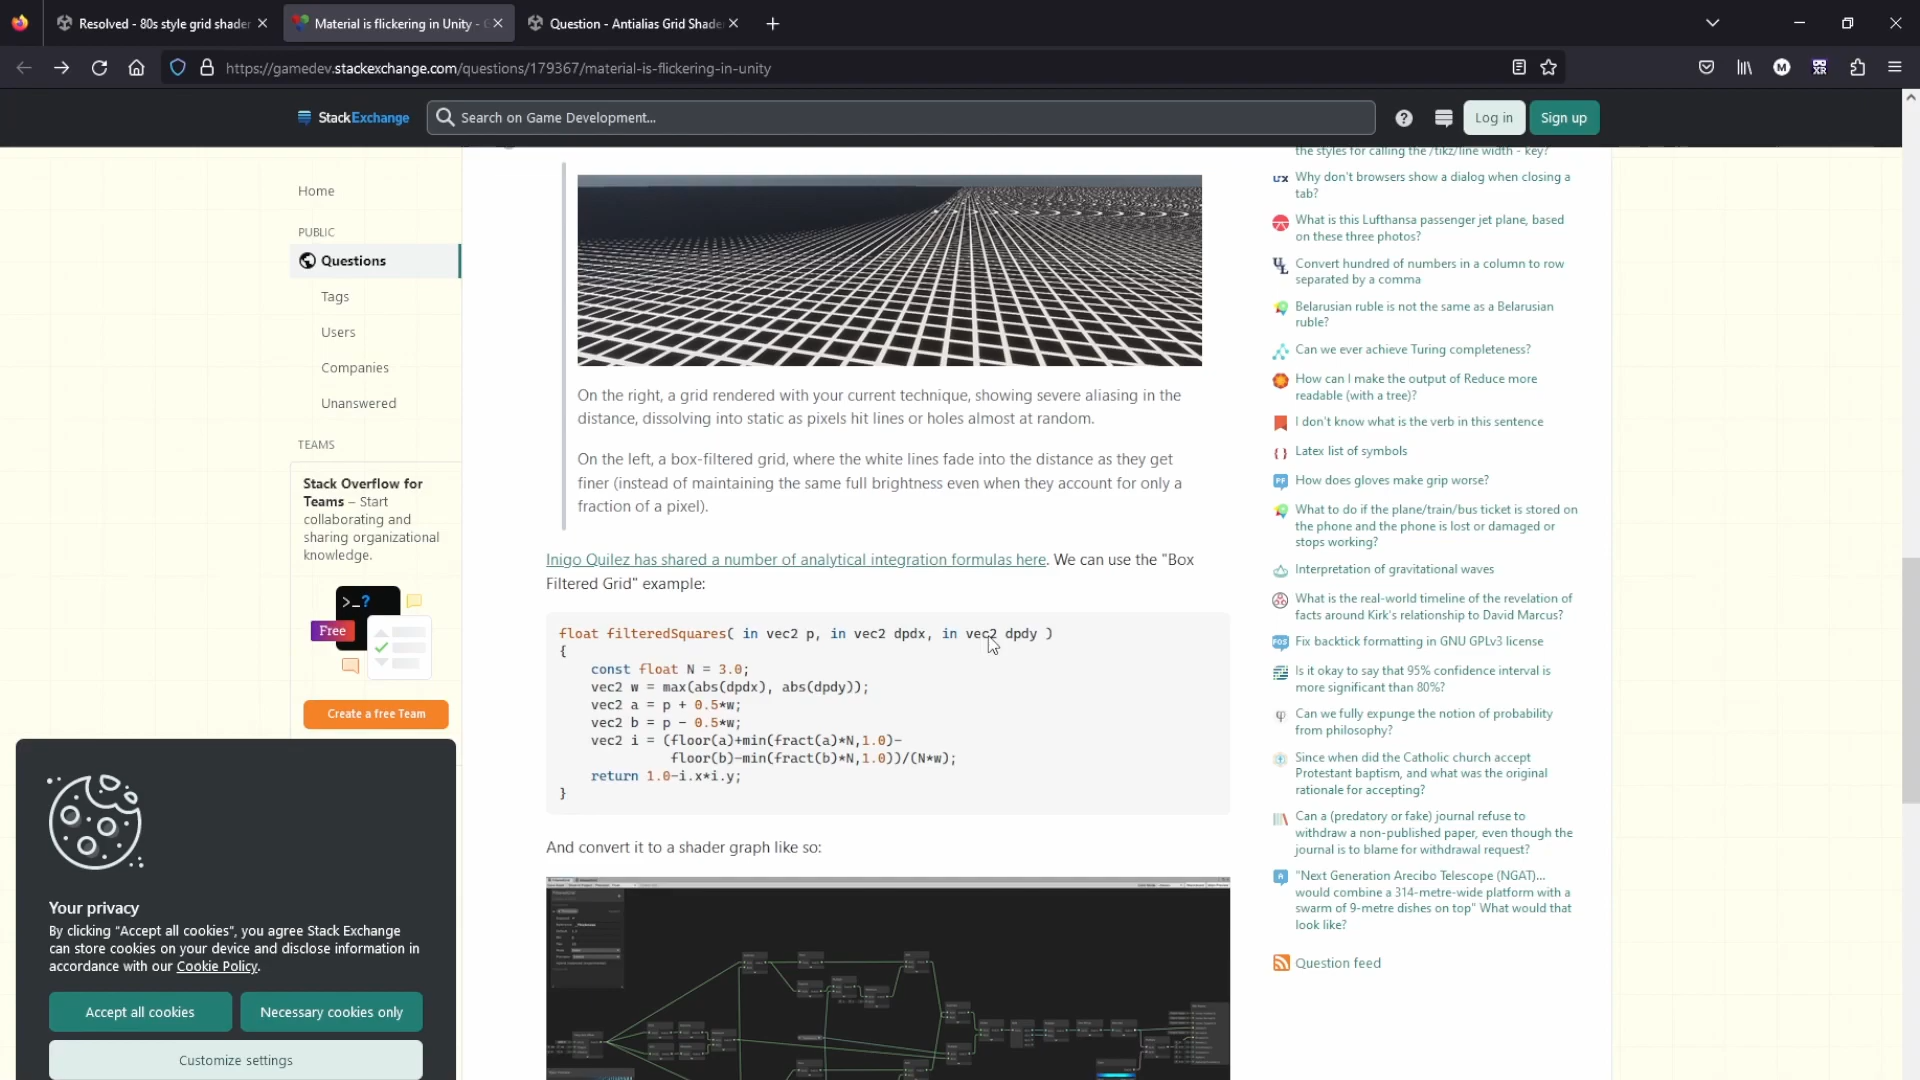 Resolved - 80s style grid shader
Material is flickering in Unity - G
Question - Antialias Grid Shader
https://gamedev.stackexchange.com/questions/179367/material-is-flickering-in-unity
M
XR
StackExchange
Search on Game Development...
Log in
Sign up
Home
PUBLIC
Questions
Tags
Users
Companies
Unanswered
TEAMS
Stack Overflow for
Teams – Start
collaborating and
sharing organizational
knowledge.
>_?
Free
Create a free Team
Your privacy
By clicking “Accept all cookies”, you agree Stack Exchange
can store cookies on your device and disclose information in
accordance with our Cookie Policy.
Accept all cookies
Necessary cookies only
Customize settings
On the right, a grid rendered with your current technique, showing severe aliasing in the
distance, dissolving into static as pixels hit lines or holes almost at random.
On the left, a box-filtered grid, where the white lines fade into the distance as they get
finer (instead of maintaining the same full brightness even when they account for only a
fraction of a pixel).
Inigo Quilez has shared a number of analytical integration formulas here. We can use the "Box
Filtered Grid" example:
float filteredSquares( in vec2 p, in vec2 dpdx, in vec2 dpdy )
{
const float N = 3.0;
vec2 w = max(abs(dpdx), abs(dpdy));
vec2 a = p + 0.5*w;
vec2 b = p - 0.5*w;
vec2 i = (floor(a)+min(fract(a)*N,1.0)-
floor(b)-min(fract(b)*N,1.0))/(N*w);
return 1.0-i.x*i.y;
}
And convert it to a shader graph like so:
the styles for calling the /tikz/line width - key?
Why don't browsers show a dialog when closing a
tab?
What is this Lufthansa passenger jet plane, based
on these three photos?
Convert hundred of numbers in a column to row
separated by a comma
Belarusian ruble is not the same as a Belarusian
ruble?
Can we ever achieve Turing completeness?
How can I make the output of Reduce more
readable (with a tree)?
I don't know what is the verb in this sentence
Latex list of symbols
How does gloves make grip worse?
What to do if the plane/train/bus ticket is stored on
the phone and the phone is lost or damaged or
stops working?
Interpretation of gravitational waves
What is the real-world timeline of the revelation of
facts around Kirk's relationship to David Marcus?
Fix backtick formatting in GNU GPLv3 license
Is it okay to say that 95% confidence interval is
more significant than 80%?
Can we fully expunge the notion of probability
from philosophy?
Since when did the Catholic church accept
Protestant baptism, and what was the original
rationale for accepting?
Can a (predatory or fake) journal refuse to
withdraw a non-published paper, even though the
journal is to blame for withdrawal request?
"Next Generation Arecibo Telescope (NGAT)...
would combine a 314-metre-wide platform with a
swarm of 9-metre dishes on top" What would that
look like?
Question feed